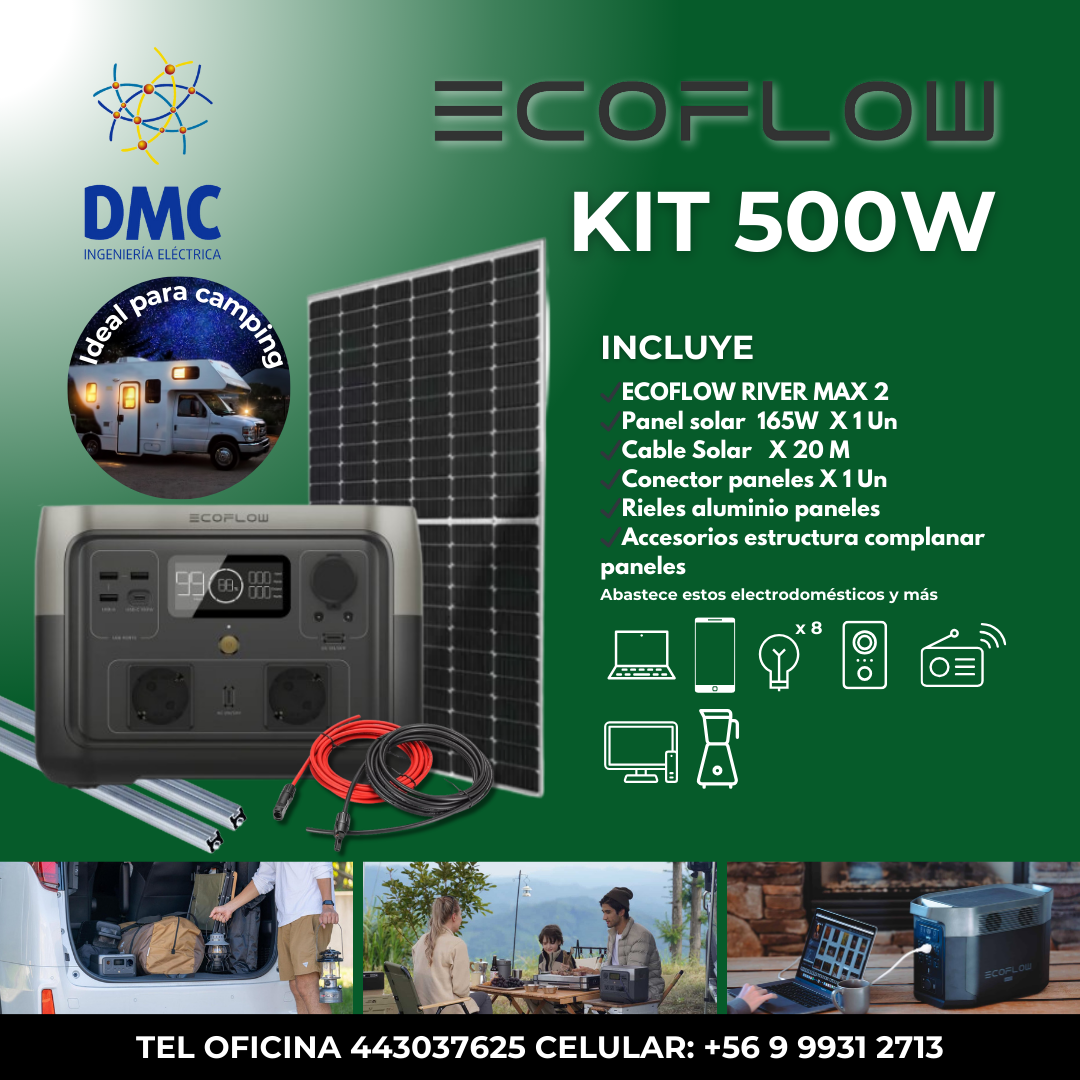 DMC
INGENIERÍA ELÉCTRICA
ECOFLOW
KIT 500W
Ideal para camping
INCLUYE
ECOFLOW RIVER MAX 2
Panel solar 165W X 1 Un
Cable Solar X 20 M
Conector paneles X 1 Un
Rieles aluminio paneles
Accesorios estructura complanar
paneles
Abastece estos electrodomésticos y más
x 8
ECOFLOW
99
ECOFLOW
TEL OFICINA 443037625 CELULAR: +56 9 9931 2713